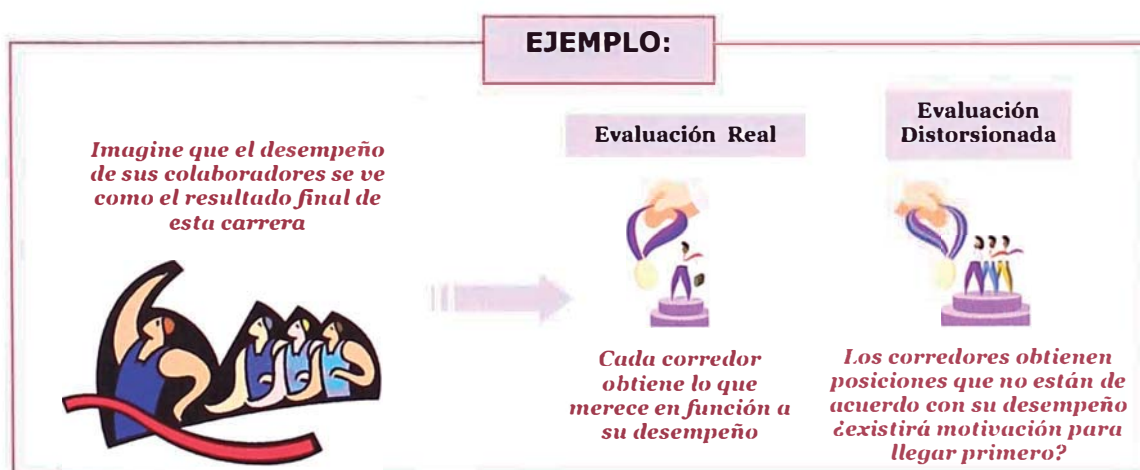 EJEMPLO:
Imagine que el desempeño
de sus colaboradores se ve
como el resultado final de
esta carrera
Evaluación Real
Cada corredor
obtiene lo que
merece en función a
su desempeño
Evaluación
Distorsionada
Los corredores obtienen
posiciones que no están de
acuerdo con su desempeño
¿existirá motivación para
llegar primero?